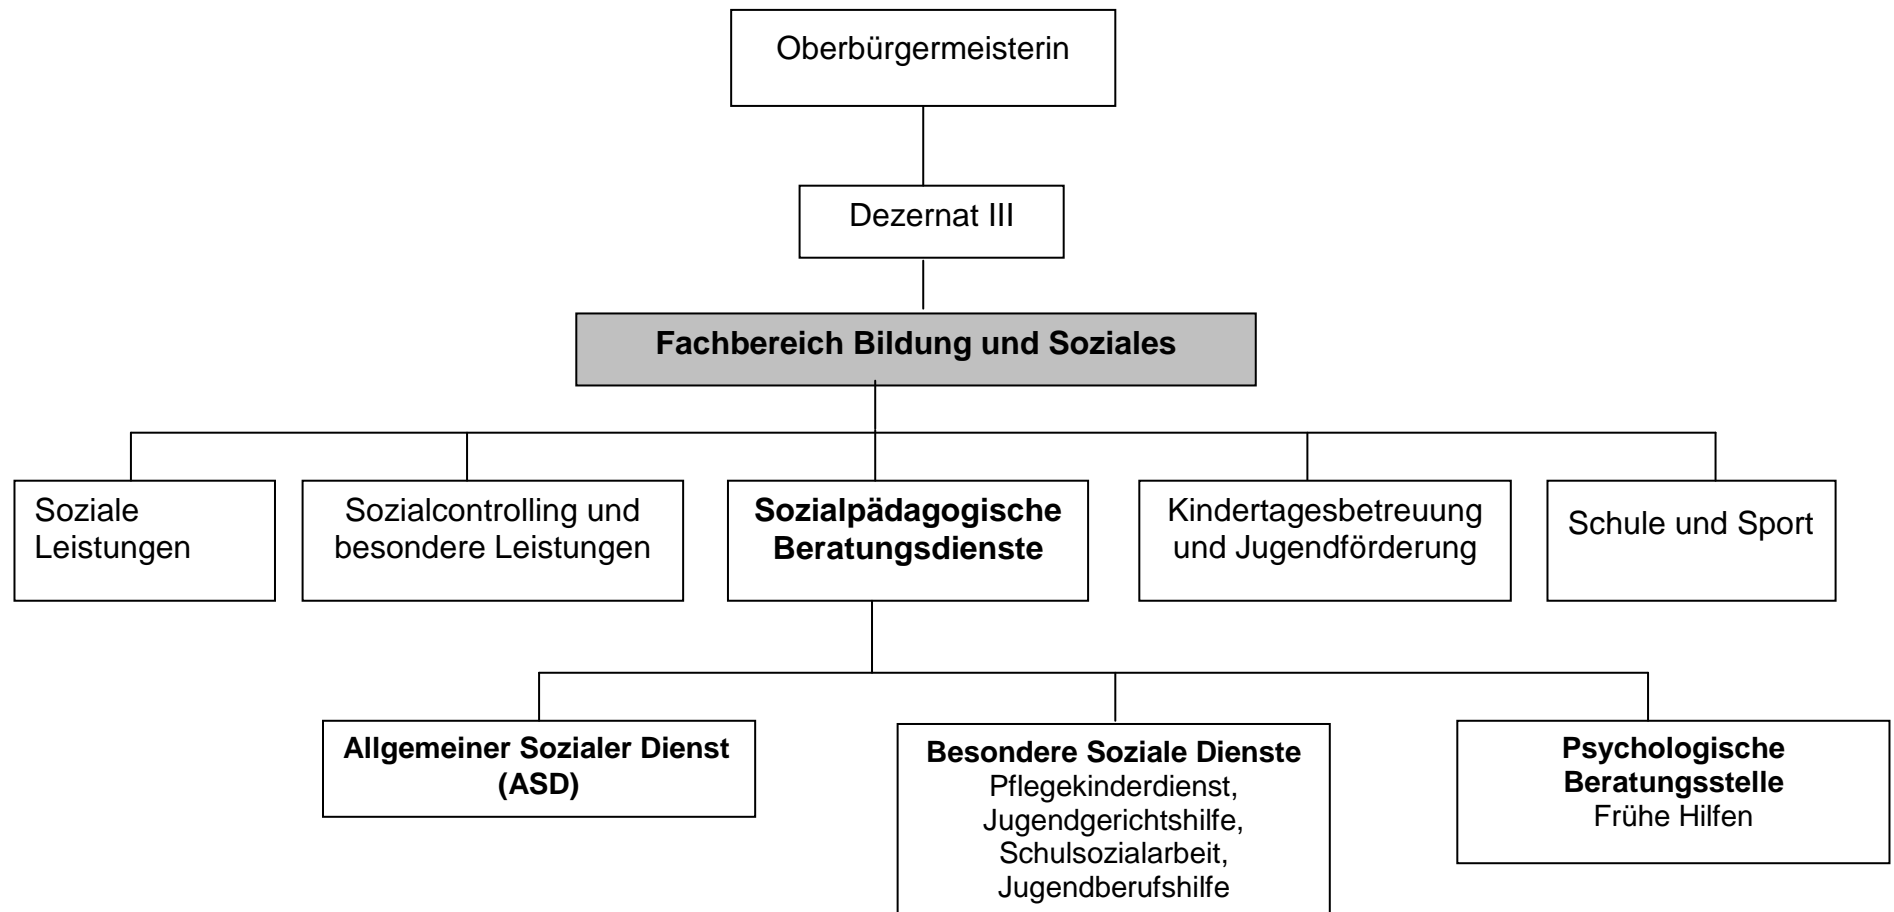 Oberbürgermeisterin
Dezernat III
Fachbereich Bildung und Soziales
Soziale
Leistungen
Sozialcontrolling und
besondere Leistungen
Sozialpädagogische
Beratungsdienste
Kindertagesbetreuung
und Jugendförderung
Schule und Sport
Allgemeiner Sozialer Dienst
(ASD)
Besondere Soziale Dienste
Pflegekinderdienst,
Jugendgerichtshilfe,
Schulsozialarbeit,
Jugendberufshilfe
Psychologische
Beratungsstelle
Frühe Hilfen